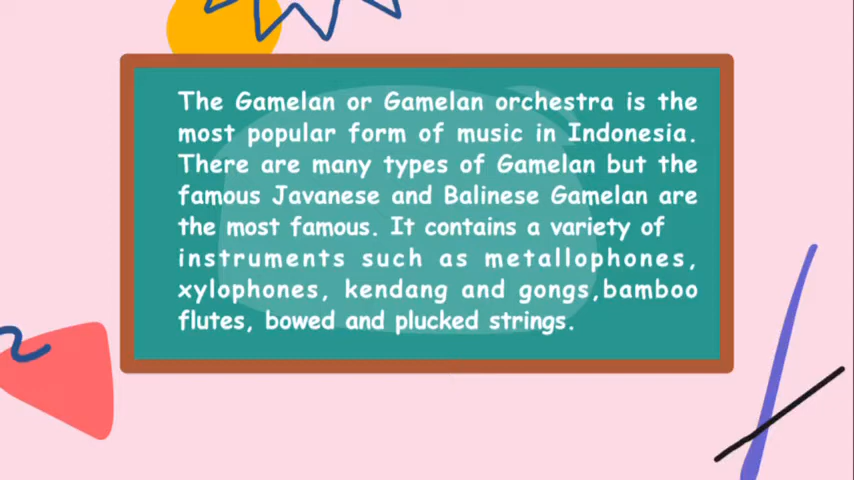 The Gamelan or Gamelan orchestra is the
most popular form of music in Indonesia.
There are many types of Gamelan but the
famous Javanese and Balinese Gamelan are
the most famous. It contains a variety of
instruments such as metallophones,
xylophones, kendang and gongs,bamboo
flutes, bowed and plucked strings.